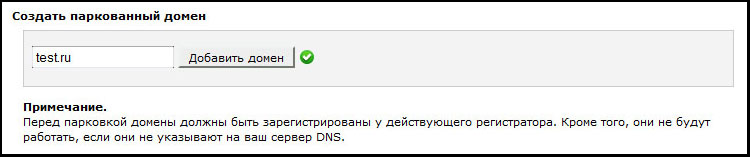 Создать паркованный домен
test.ru Добавить домен
Примечание.
Перед парковкой домены должны быть зарегистрированы у действующего регистратора. Кроме того, они не будут
работать, если они не указывают на ваш сервер DNS.